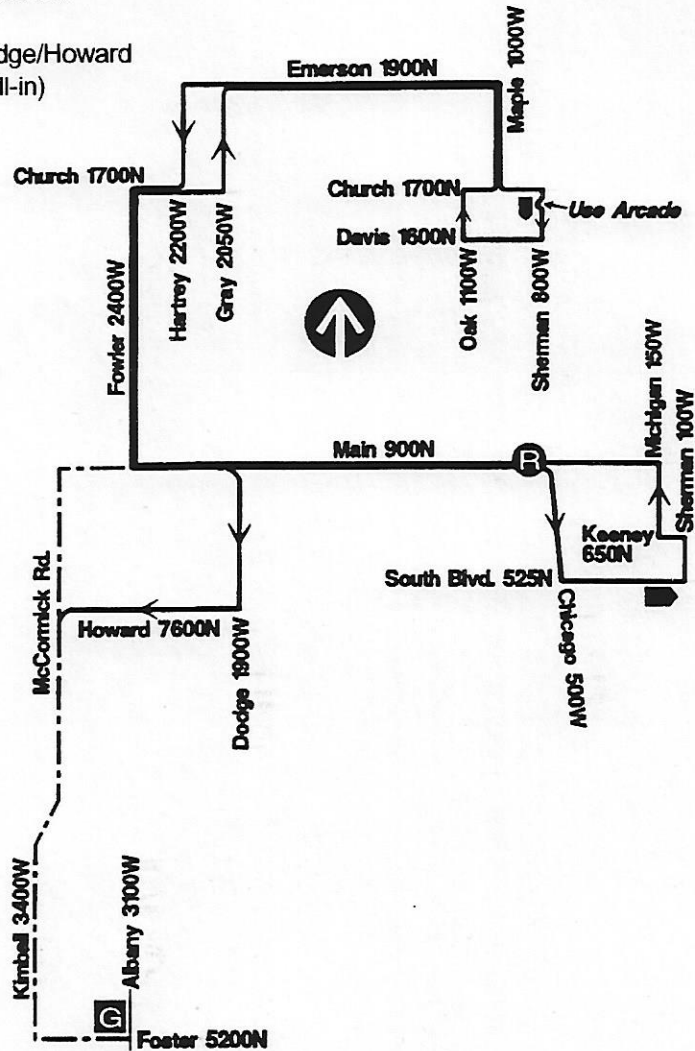 dge/Howard
ll-in)
Emerson 1900N
Maple 1000W
Church 1700N
Church 1700N
Use Arcade
Davis 1600N
Hartrey 2200W
Gray 2050W
Fowler 2400W
Oak 1100W
Sherman 800W
Main 900N
R
Michigan 150W
Sherman 100W
Keeney
650N
South Blvd. 525N
McCormick Rd.
Howard 7600N
Dodge 1900W
Chicago 500W
Kimball 3400W
Albany 3100W
G
Foster 5200N